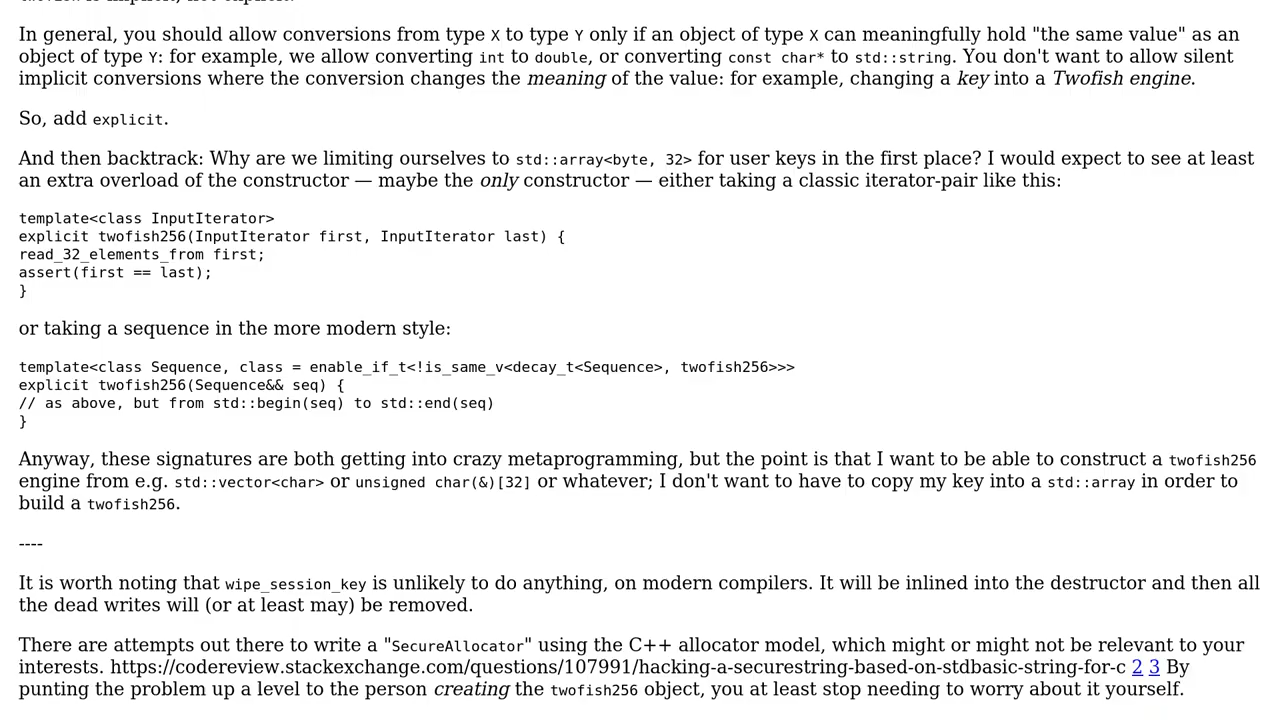 In general, you should allow conversions from type X to type Y only if an object of type X can meaningfully hold "the same value" as an
object of type Y: for example, we allow converting int to double, or converting const char* to std::string. You don't want to allow silent
implicit conversions where the conversion changes the meaning of the value: for example, changing a key into a Twofish engine.
So, add explicit.
And then backtrack: Why are we limiting ourselves to std::array<byte, 32> for user keys in the first place? I would expect to see at least
an extra overload of the constructor — maybe the only constructor — either taking a classic iterator-pair like this:
template<class InputIterator>
explicit twofish256(InputIterator first, InputIterator last) {
read_32_elements_from first;
assert(first == last);
}
or taking a sequence in the more modern style:
template<class Sequence, class = enable_if_t<!is_same_v<decay_t<Sequence>, twofish256>>>
explicit twofish256(Sequence&& seq) {
// as above, but from std::begin(seq) to std::end(seq)
}
Anyway, these signatures are both getting into crazy metaprogramming, but the point is that I want to be able to construct a twofish256
engine from e.g. std::vector<char> or unsigned char(&)[32] or whatever; I don't want to have to copy my key into a std::array in order to
build a twofish256.
----
It is worth noting that wipe_session_key is unlikely to do anything, on modern compilers. It will be inlined into the destructor and then all
the dead writes will (or at least may) be removed.
There are attempts out there to write a "SecureAllocator" using the C++ allocator model, which might or might not be relevant to your
interests. https://codereview.stackexchange.com/questions/107991/hacking-a-securestring-based-on-stdbasic-string-for-c 2 3 By
punting the problem up a level to the person creating the twofish256 object, you at least stop needing to worry about it yourself.